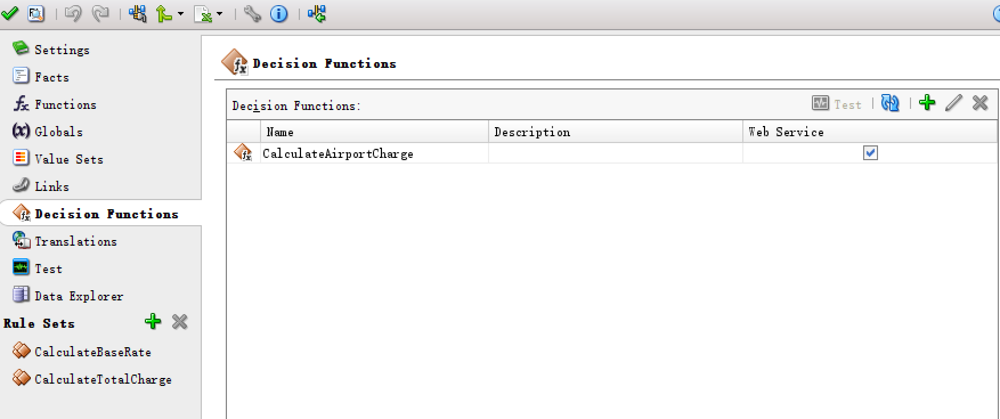 Settings
Facts
Functions
Globals
Value Sets
Links
Decision Functions
Translations
Test
Data Explorer
Rule Sets
CalculateBaseRate
CalculateTotalCharge
Decision Functions
Decision Functions:
Test
Name Description Web Service
CalculateAirportCharge